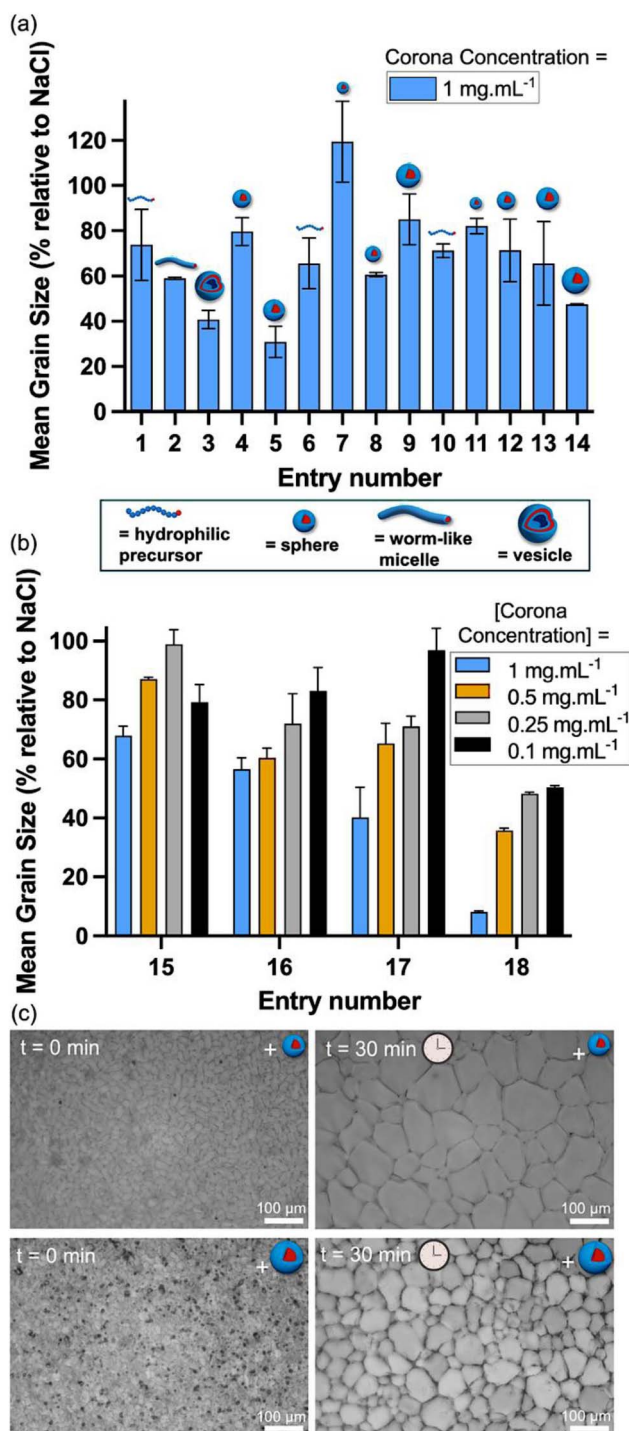 (a)
Corona Concentration =
1 mg.mL⁻¹
Mean Grain Size (% relative to NaCl)
120
100
80
60
40
20
0
1 2 3 4 5 6 7 8 9 10 11 12 13 14
Entry number
= hydrophilic precursor
= sphere
= worm-like micelle
= vesicle
(b)
[Corona
Concentration] =
1 mg.mL⁻¹
0.5 mg.mL⁻¹
0.25 mg.mL⁻¹
0.1 mg.mL⁻¹
Mean Grain Size (% relative to NaCl)
100
80
60
40
20
0
15 16 17 18
Entry number
(c)
t = 0 min +
100 µm
t = 30 min +
100 µm
t = 0 min +
100 µm
t = 30 min +
100 µm